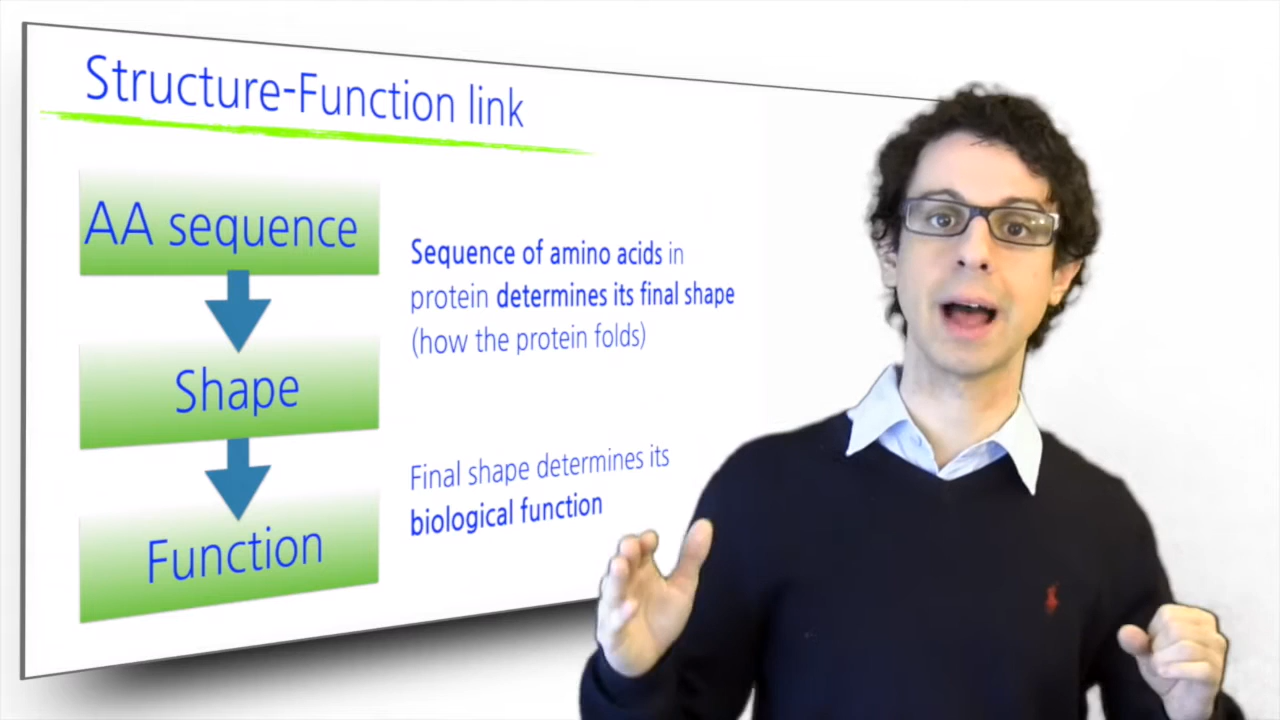 Structure-Function link
AA sequence
Sequence of amino acids in
protein determines its final shape
(how the protein folds)
Shape
Final shape determines its
biological function
Function